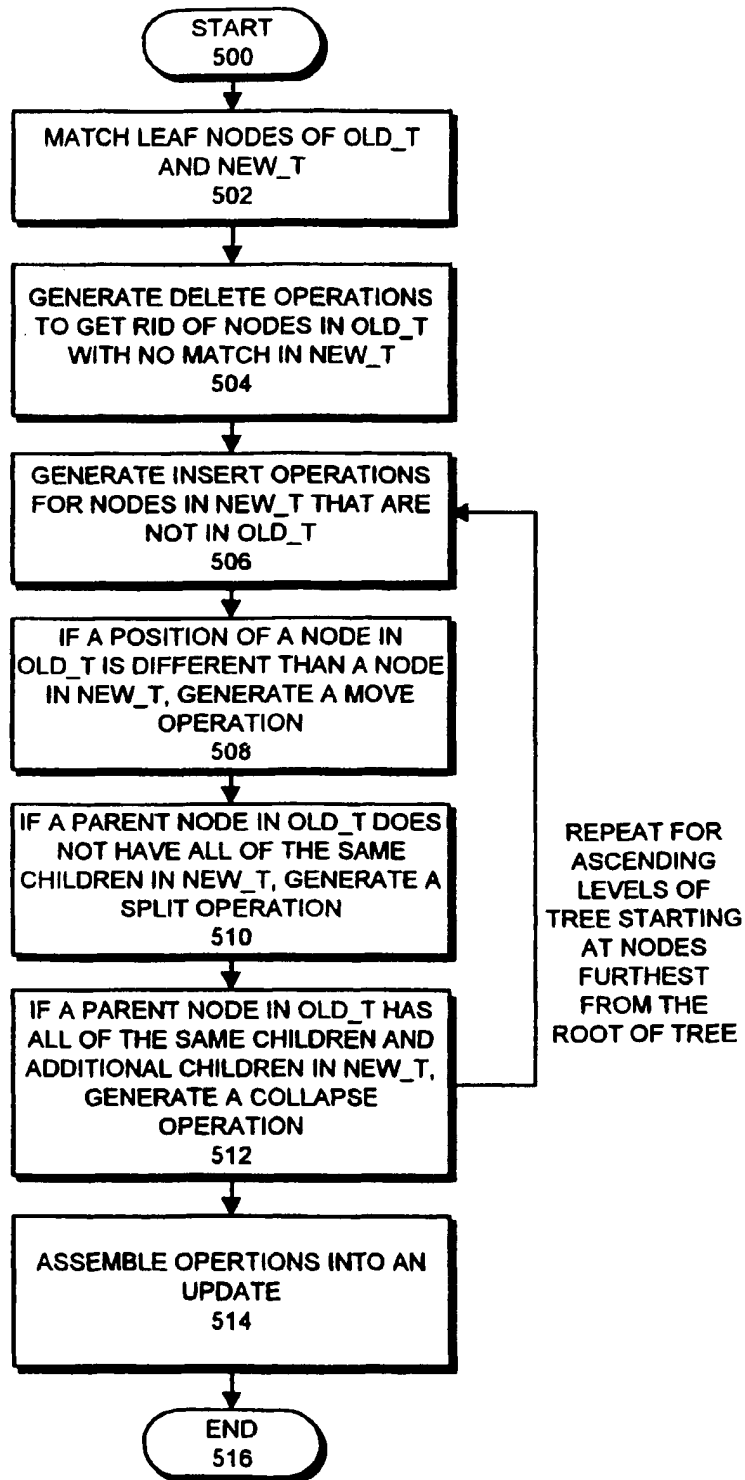 START
500
MATCH LEAF NODES OF OLD_T
AND NEW_T
502
GENERATE DELETE OPERATIONS
TO GET RID OF NODES IN OLD_T
WITH NO MATCH IN NEW_T
504
GENERATE INSERT OPERATIONS
FOR NODES IN NEW_T THAT ARE
NOT IN OLD_T
506
IF A POSITION OF A NODE IN
OLD_T IS DIFFERENT THAN A NODE
IN NEW_T, GENERATE A MOVE
OPERATION
508
IF A PARENT NODE IN OLD_T DOES
NOT HAVE ALL OF THE SAME
CHILDREN IN NEW_T, GENERATE A
SPLIT OPERATION
510
IF A PARENT NODE IN OLD_T HAS
ALL OF THE SAME CHILDREN AND
ADDITIONAL CHILDREN IN NEW_T,
GENERATE A COLLAPSE
OPERATION
512
REPEAT FOR
ASCENDING
LEVELS OF
TREE STARTING
AT NODES
FURTHEST
FROM THE
ROOT OF TREE
ASSEMBLE OPERTIONS INTO AN
UPDATE
514
END
516